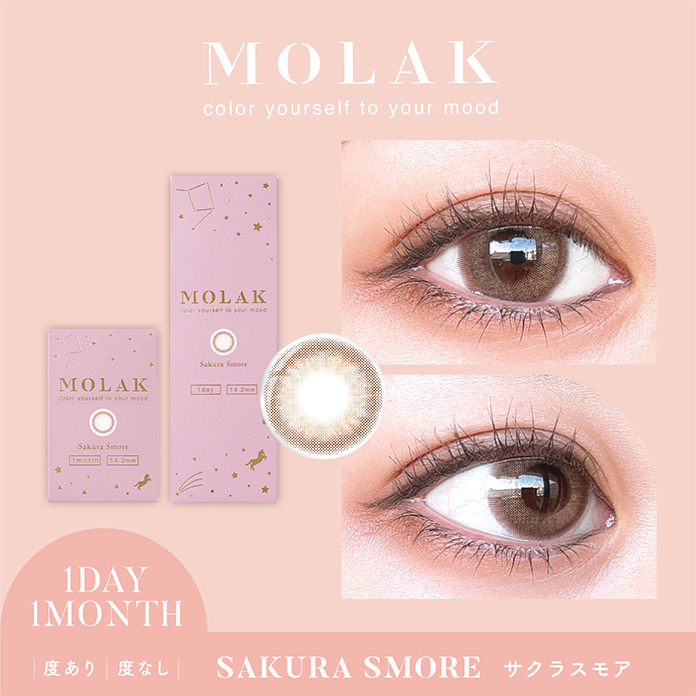 MOLAK
color yourself to your mood
MOLAK
color yourself to your mood
Sakura Smore
1day 14.2mm
MOLAK
color yourself to your mood
Sakura Smore
1month 14.2mm
1DAY
1MONTH
度あり 度なし
SAKURA SMORE サクラスモア